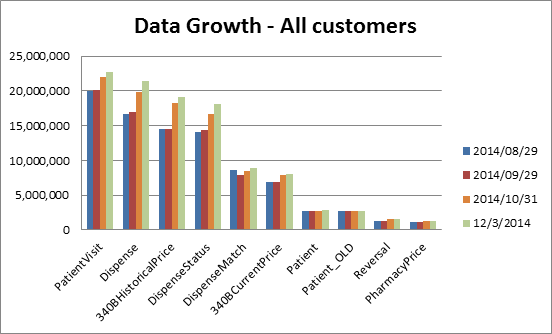 Data Growth - All customers
25,000,000
20,000,000
15,000,000
10,000,000
5,000,000
0
PatientVisit
Dispense
340BHistoricalPrice
DispenseStatus
DispenseMatch
340BCurrentPrice
Patient
Patient_OLD
Reversal
PharmacyPrice
2014/08/29
2014/09/29
2014/10/31
12/3/2014